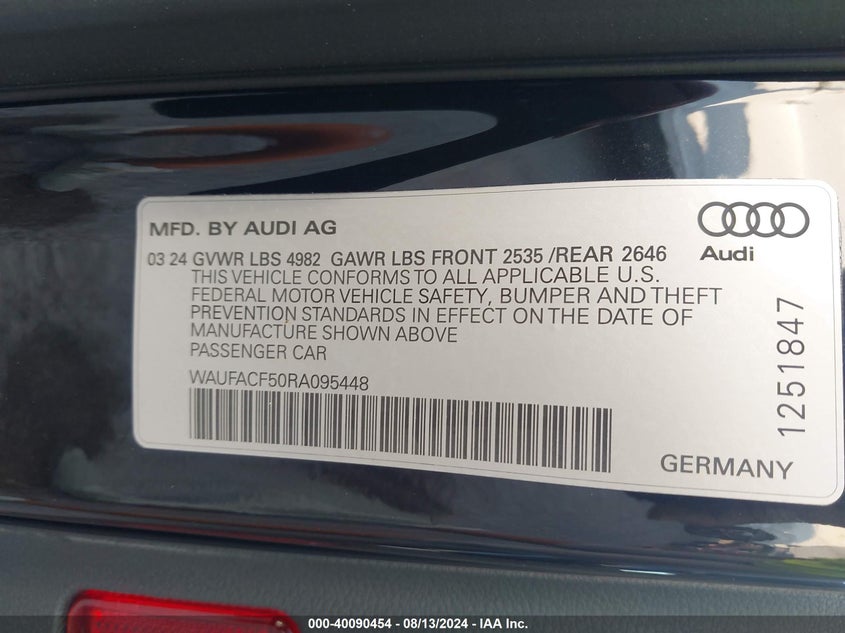 MFD. BY AUDI AG
Audi
03 24 GVWR LBS 4982 GAWR LBS FRONT 2535 /REAR 2646
THIS VEHICLE CONFORMS TO ALL APPLICABLE U.S.
FEDERAL MOTOR VEHICLE SAFETY, BUMPER AND THEFT
PREVENTION STANDARDS IN EFFECT ON THE DATE OF
MANUFACTURE SHOWN ABOVE
PASSENGER CAR
WAUFACF50RA095448
1251847
GERMANY
000-40090454 - 08/13/2024 - IAA Inc.